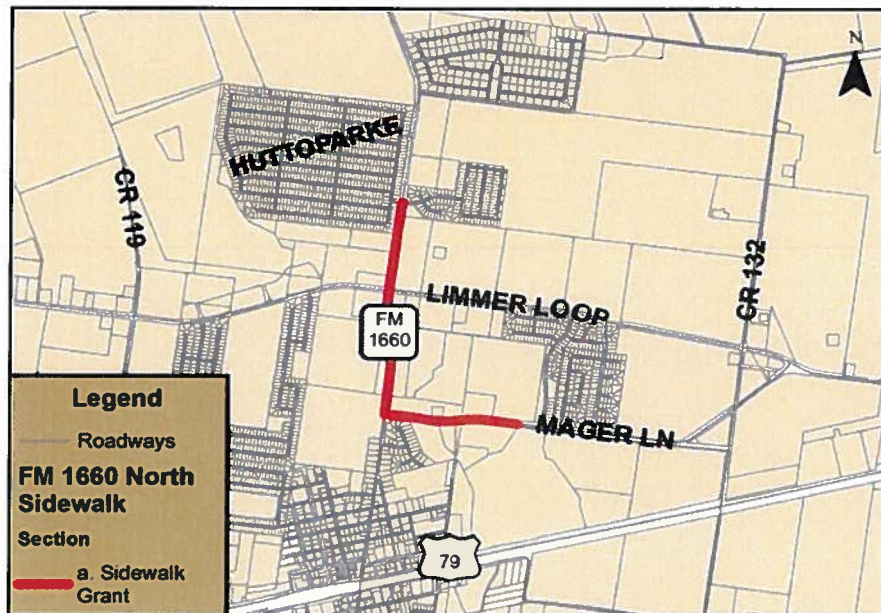 N
HUTTOPARKE
CR 119
CR 132
LIMMER LOOP
FM
1660
MAGER LN
79
Legend
Roadways
FM 1660 North
Sidewalk
Section
a. Sidewalk
Grant